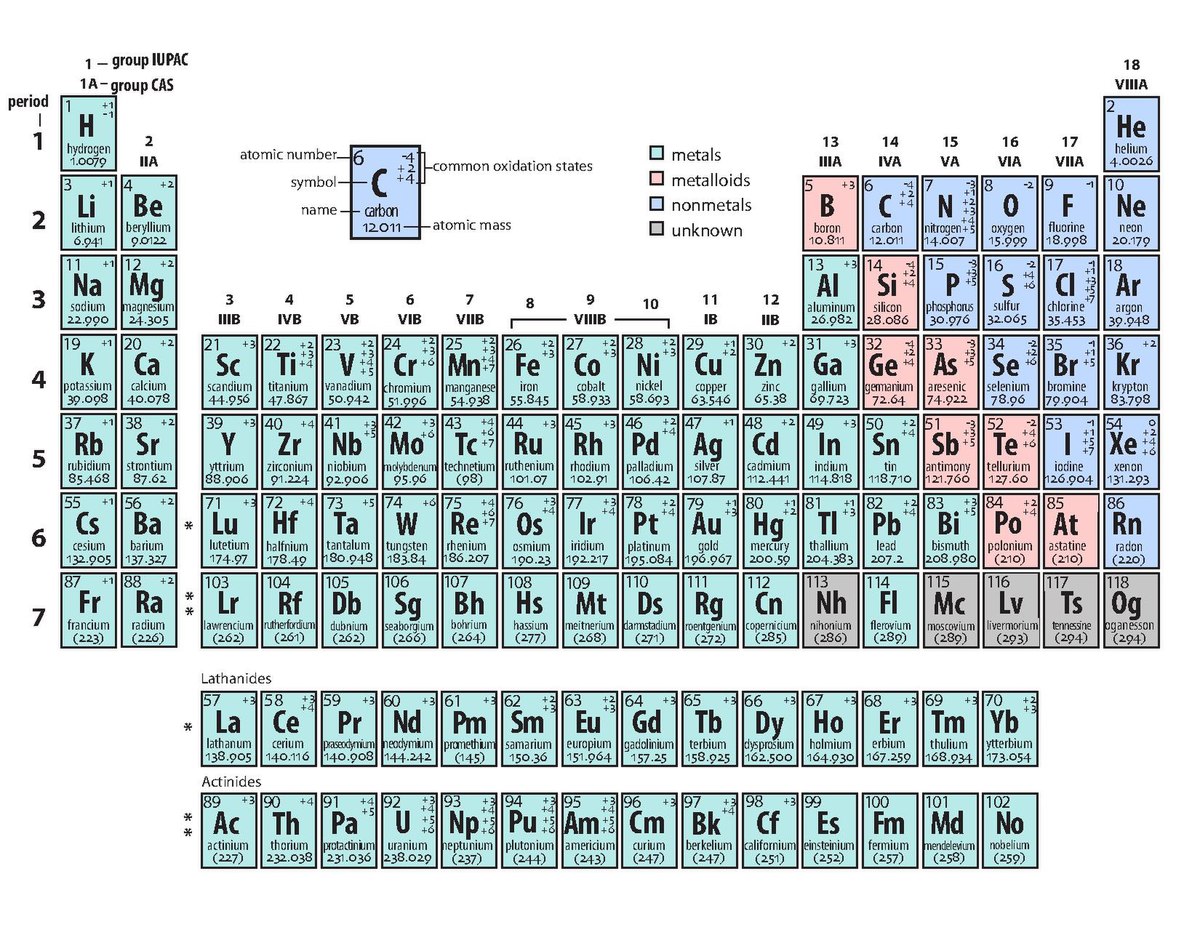 1 – group IUPAC
1A – group CAS
period
18
VIIIA
1
1 +1 -1
H
hydrogen
1.0079
2
IIA
2
He
helium
4.0026
atomic number
symbol
name
6 -4 +2 +4
C
carbon
12.011
common oxidation states
atomic mass
metals
metalloids
nonmetals
unknown
13 14 15 16 17
IIIA IVA VA VIA VIIA
2
3 +1 4 +2 5 +3 6 -4 +2 +4 7 -3 +1 +2 +3 +4 +5 8 -2 9 -1 10
Li Be B C N O F Ne
lithium beryllium boron carbon nitrogen oxygen fluorine neon
6.941 9.0122 10.811 12.011 14.007 15.999 18.998 20.179
3
11 +1 12 +2 13 +3 14 -4 +2 +4 15 -3 +3 +5 16 -2 +4 +6 17 -1 +1 +3 +5 +7 18
Na Mg Al Si P S Cl Ar
sodium magnesium aluminum silicon phosphorus sulfur chlorine argon
22.990 24.305 26.982 28.086 30.976 32.065 35.453 39.948
3 4 5 6 7 8 9 10 11 12
IIIB IVB VB VIB VIIB VIIIB IB IIB
4
19 +1 20 +2 21 +3 22 +2 +3 +4 23 +2 +3 +4 +5 24 +2 +3 +6 25 +2 +3 +4 +7 26 +2 +3 27 +2 +3 28 +2 +3 29 +1 +2 30 +2 31 +3 32 -4 +2 +4 33 -3 +3 +5 34 -2 +4 +6 35 -1 +1 +5 36 +2
K Ca Sc Ti V Cr Mn Fe Co Ni Cu Zn Ga Ge As Se Br Kr
potassium calcium scandium titanium vanadium chromium manganese iron cobalt nickel copper zinc gallium germanium aresenic selenium bromine krypton
39.098 40.078 44.956 47.867 50.942 51.996 54.938 55.845 58.933 58.693 63.546 65.38 69.723 72.64 74.922 78.96 79.904 83.798
5
37 +1 38 +2 39 +3 40 +4 41 +3 +5 42 +3 +6 43 +4 +6 +7 44 +3 45 +3 46 +2 +4 47 +1 48 +2 49 +3 50 +2 +4 51 -3 +3 +5 52 -2 +4 +6 53 -1 +1 +5 +7 54 0 +2 +4 +6
Rb Sr Y Zr Nb Mo Tc Ru Rh Pd Ag Cd In Sn Sb Te I Xe
rubidium strontium yttrium zirconium niobium molybdenum technetium ruthenium rhodium palladium silver cadmium indium tin antimony tellurium iodine xenon
85.468 87.62 88.906 91.224 92.906 95.96 (98) 101.07 102.91 106.42 107.87 112.441 114.818 118.710 121.760 127.60 126.904 131.293
6
55 +1 56 +2 * 71 +3 72 +4 73 +5 74 +6 75 +4 +6 +7 76 +3 +4 77 +3 +4 78 +2 +4 79 +1 +3 80 +1 +2 81 +1 +3 82 +2 +4 83 +3 +5 84 +2 +4 85 86
Cs Ba Lu Hf Ta W Re Os Ir Pt Au Hg Tl Pb Bi Po At Rn
cesium barium lutetium halfnium tantalum tungsten rhenium osmium iridium platinum gold mercury thallium lead bismuth polonium astatine radon
132.905 137.327 174.97 178.49 180.948 183.84 186.207 190.23 192.217 195.084 196.967 200.59 204.383 207.2 208.980 (210) (210) (220)
7
87 +1 88 +2 ** 103 +3 104 105 106 107 108 109 110 111 112 113 114 115 116 117 118
Fr Ra Lr Rf Db Sg Bh Hs Mt Ds Rg Cn Nh Fl Mc Lv Ts Og
francium radium lawrencium rutherfordium dubnium seaborgium bohrium hassium meitnerium darmstadium roentgenium copernicium nihonium flerovium moscovium livermorium tennessine oganesson
(223) (226) (262) (261) (262) (266) (264) (277) (268) (271) (272) (285) (286) (289) (289) (293) (294) (294)
Lathanides
57 +3 58 +3 +4 59 +3 60 +3 61 +3 62 +2 +3 63 +2 +3 64 +3 65 +3 66 +3 67 +3 68 +3 69 +3 70 +2 +3
* La Ce Pr Nd Pm Sm Eu Gd Tb Dy Ho Er Tm Yb
lathanum cerium praseodymium neodymium promethium samarium europium gadolinium terbium dysprosium holmium erbium thulium ytterbium
138.905 140.116 140.908 144.242 (145) 150.36 151.964 157.25 158.925 162.500 164.930 167.259 168.934 173.054
Actinides
89 +3 90 +4 91 +4 +5 92 +3 +4 +5 +6 93 +3 +4 +5 +6 94 +3 +4 +5 +6 95 +3 +4 +5 +6 96 +3 97 +3 +4 98 +3 99 100 101 102
** Ac Th Pa U Np Pu Am Cm Bk Cf Es Fm Md No
actinium thorium protactinium uranium neptunium plutonium americium curium berkelium californium einsteinium fermium mendelevium nobelium
(227) 232.038 231.036 238.029 (237) (244) (243) (247) (247) (251) (252) (257) (258) (259)